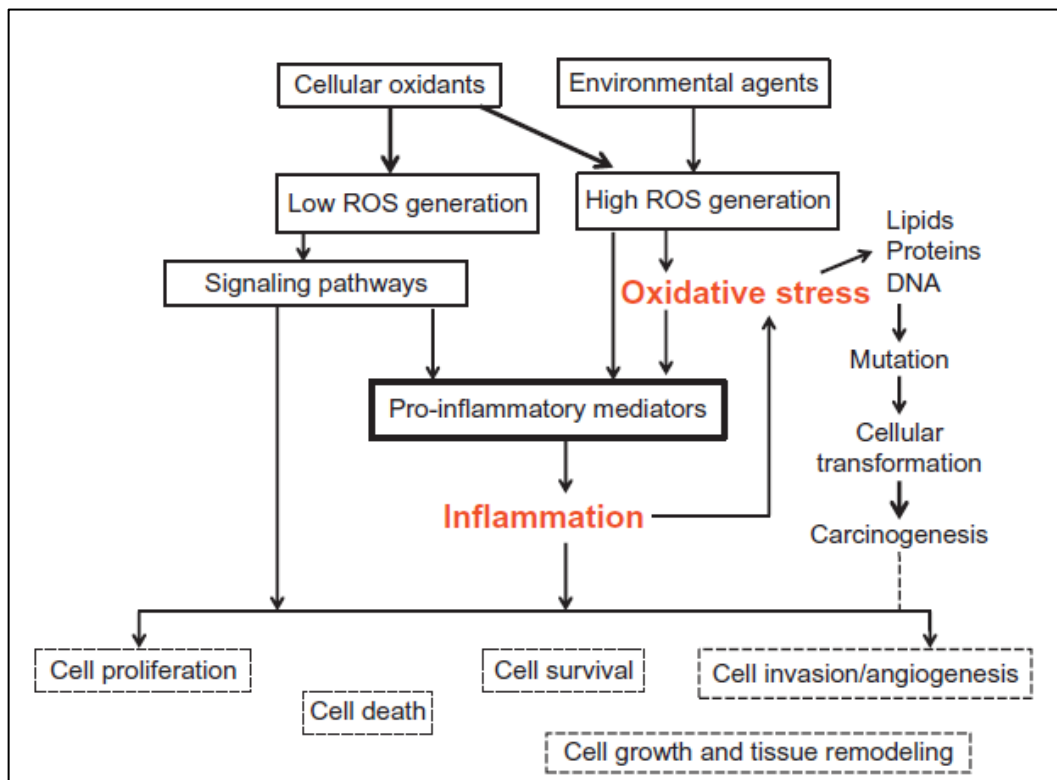 Cellular oxidants
Environmental agents
Low ROS generation
High ROS generation
Lipids
Proteins
DNA
Signaling pathways
Oxidative stress
Mutation
Pro-inflammatory mediators
Cellular
transformation
Inflammation
Carcinogenesis
Cell proliferation
Cell survival
Cell invasion/angiogenesis
Cell death
Cell growth and tissue remodeling